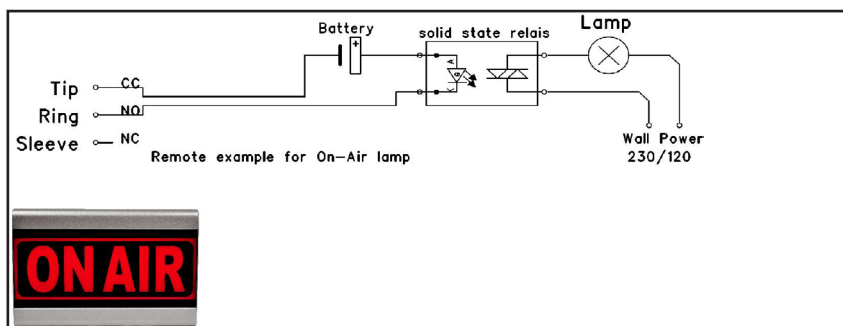 Battery
solid state relais
Lamp
A
K
Tip CC
Ring NO
Sleeve NC
Remote example for On-Air lamp
Wall Power
230/120
ON AIR